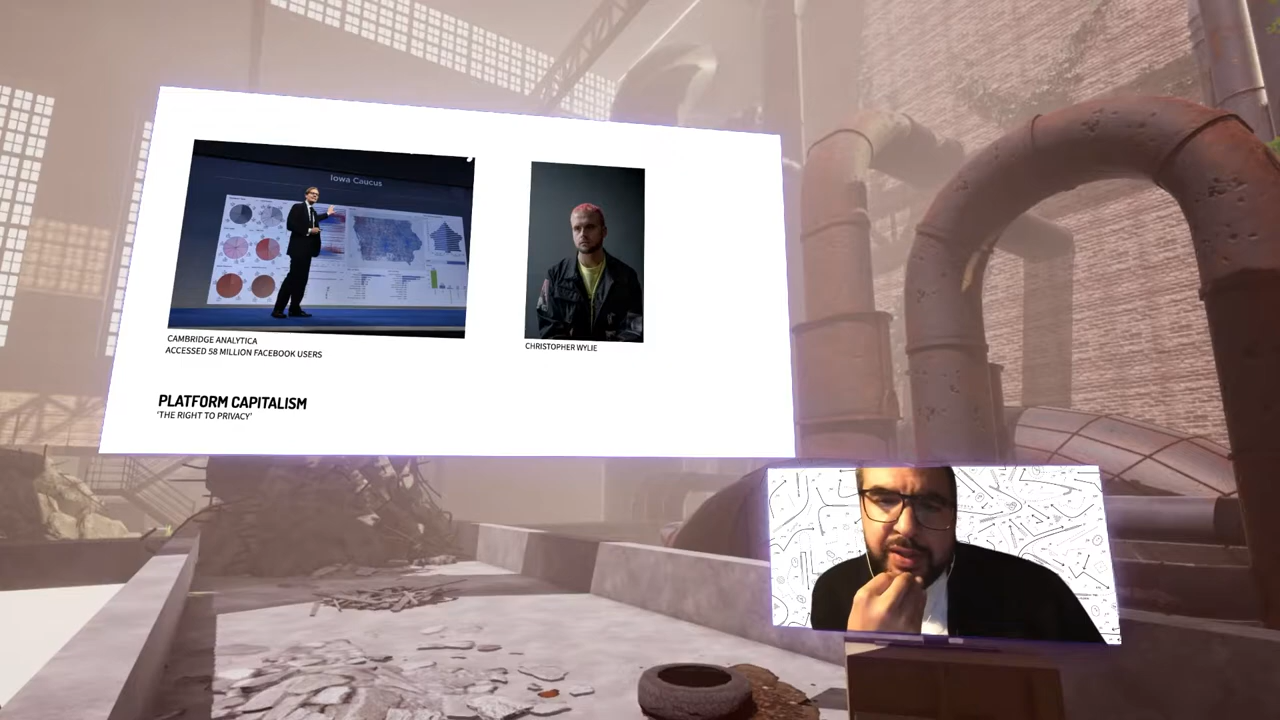 Iowa Caucus
CAMBRIDGE ANALYTICA
ACCESSED 58 MILLION FACEBOOK USERS
CHRISTOPHER WYLIE
PLATFORM CAPITALISM
'THE RIGHT TO PRIVACY'